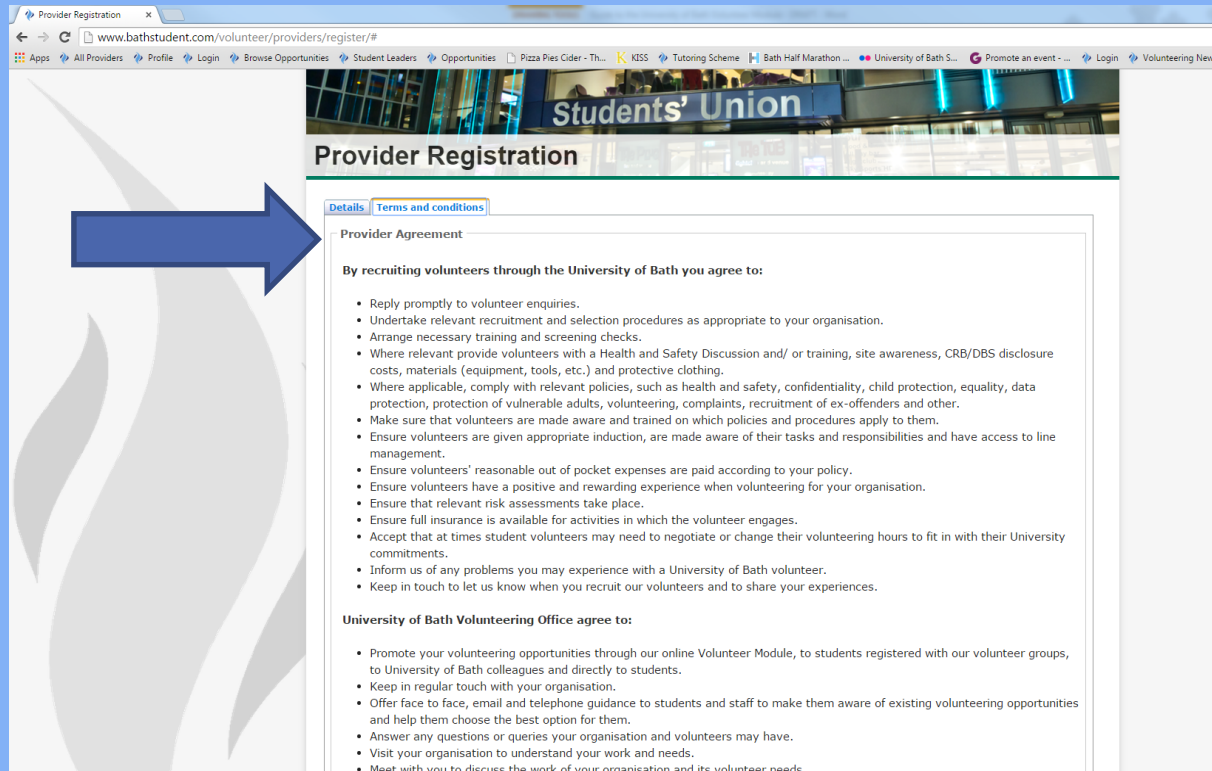 Provider Registration
www.bathstudent.com/volunteer/providers/register/#
Apps All Providers Profile Login Browse Opportunities Student Leaders Opportunities Pizza Pies Cider - Th... KISS Tutoring Scheme Bath Half Marathon ... University of Bath S... Promote an event - ... Login Volunteering New
Students' Union
Provider Registration
Details Terms and conditions
Provider Agreement
By recruiting volunteers through the University of Bath you agree to:
• Reply promptly to volunteer enquiries.
• Undertake relevant recruitment and selection procedures as appropriate to your organisation.
• Arrange necessary training and screening checks.
• Where relevant provide volunteers with a Health and Safety Discussion and/ or training, site awareness, CRB/DBS disclosure
costs, materials (equipment, tools, etc.) and protective clothing.
• Where applicable, comply with relevant policies, such as health and safety, confidentiality, child protection, equality, data
protection, protection of vulnerable adults, volunteering, complaints, recruitment of ex-offenders and other.
• Make sure that volunteers are made aware and trained on which policies and procedures apply to them.
• Ensure volunteers are given appropriate induction, are made aware of their tasks and responsibilities and have access to line
management.
• Ensure volunteers' reasonable out of pocket expenses are paid according to your policy.
• Ensure volunteers have a positive and rewarding experience when volunteering for your organisation.
• Ensure that relevant risk assessments take place.
• Ensure full insurance is available for activities in which the volunteer engages.
• Accept that at times student volunteers may need to negotiate or change their volunteering hours to fit in with their University
commitments.
• Inform us of any problems you may experience with a University of Bath volunteer.
• Keep in touch to let us know when you recruit our volunteers and to share your experiences.
University of Bath Volunteering Office agree to:
• Promote your volunteering opportunities through our online Volunteer Module, to students registered with our volunteer groups,
to University of Bath colleagues and directly to students.
• Keep in regular touch with your organisation.
• Offer face to face, email and telephone guidance to students and staff to make them aware of existing volunteering opportunities
and help them choose the best option for them.
• Answer any questions or queries your organisation and volunteers may have.
• Visit your organisation to understand your work and needs.
• Meet with you to discuss the work of your organisation and its volunteer needs.